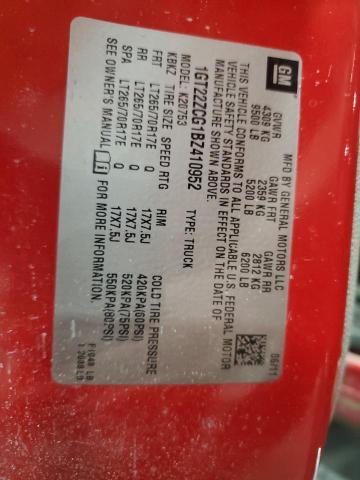 GM
MFD BY GENERAL MOTORS LLC
06/11
GVWR GAWR FRT GAWR RR
4309 KG 2359 KG 2812 KG
9500 LB 5200 LB 6200 LB
THIS VEHICLE CONFORMS TO ALL APPLICABLE U.S. FEDERAL MOTOR
VEHICLE SAFETY STANDARDS IN EFFECT ON THE DATE OF
MANUFACTURE SHOWN ABOVE.
1GT22ZCG1BZ410952 TYPE: TRUCK
MODEL: K20753
KBKZ TIRE SIZE SPEED RTG RIM COLD TIRE PRESSURE
FRT LT265/70R17E Q 17X7.5J 420KPA(60PSI)
RR LT265/70R17E Q 17X7.5J 520KPA(75PSI)
SPA LT265/70R17E Q 17X7.5J 550KPA(80PSI)
SEE OWNER'S MANUAL i FOR MORE INFORMATION